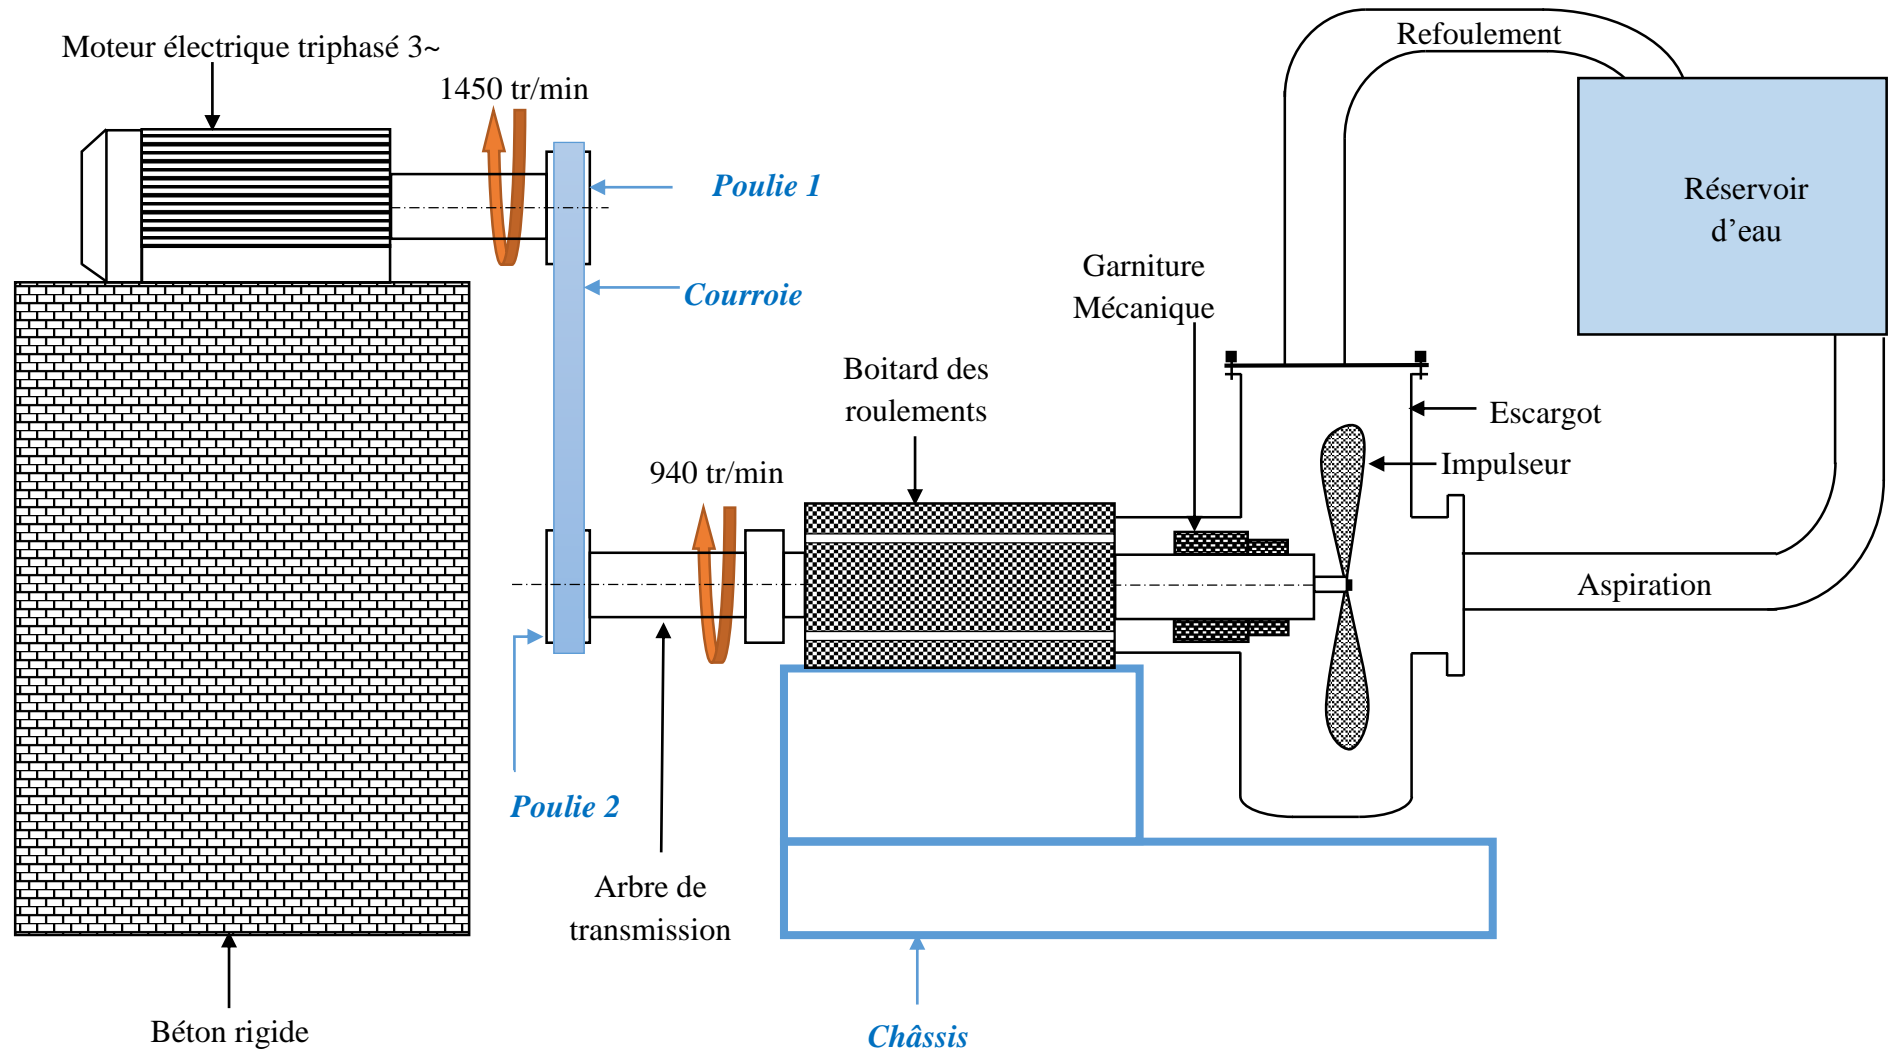 Refoulement
Moteur électrique triphasé 3~
1450 tr/min
Poulie 1
Réservoir
d’eau
Garniture
Mécanique
Courroie
Boitard des
roulements
Escargot
Impulseur
940 tr/min
Aspiration
Poulie 2
Arbre de
transmission
Béton rigide
Châssis